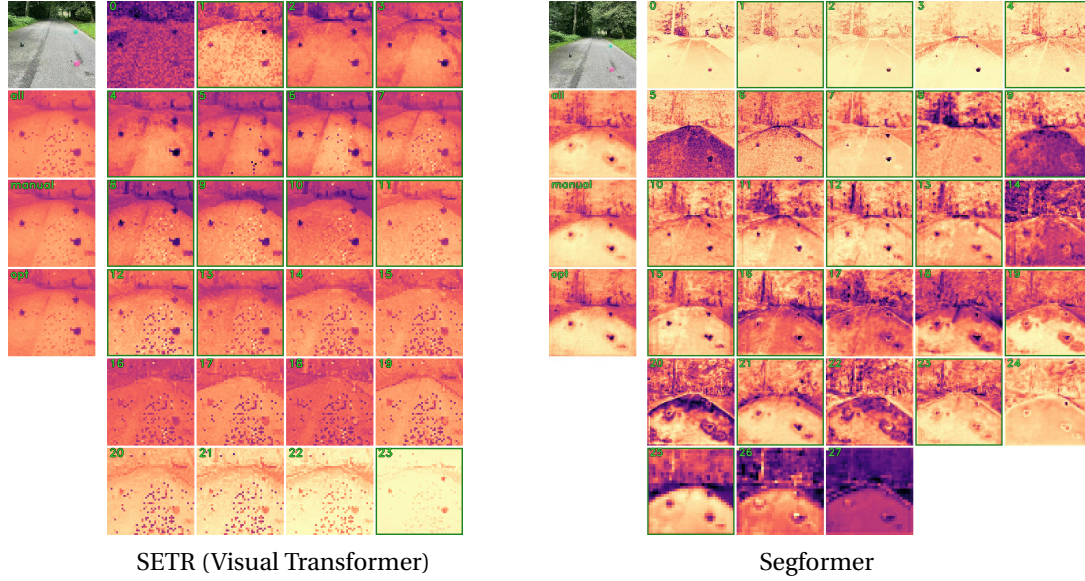 0 1 2 3
all 4 5 6 7
manual 8 9 10 11
opt 12 13 14 15
16 17 18 19
20 21 22 23
SETR (Visual Transformer)
0 1 2 3 4
all 5 6 7 8 9
manual 10 11 12 13 14
opt 15 16 17 18 19
20 21 22 23 24
25 26 27
Segformer